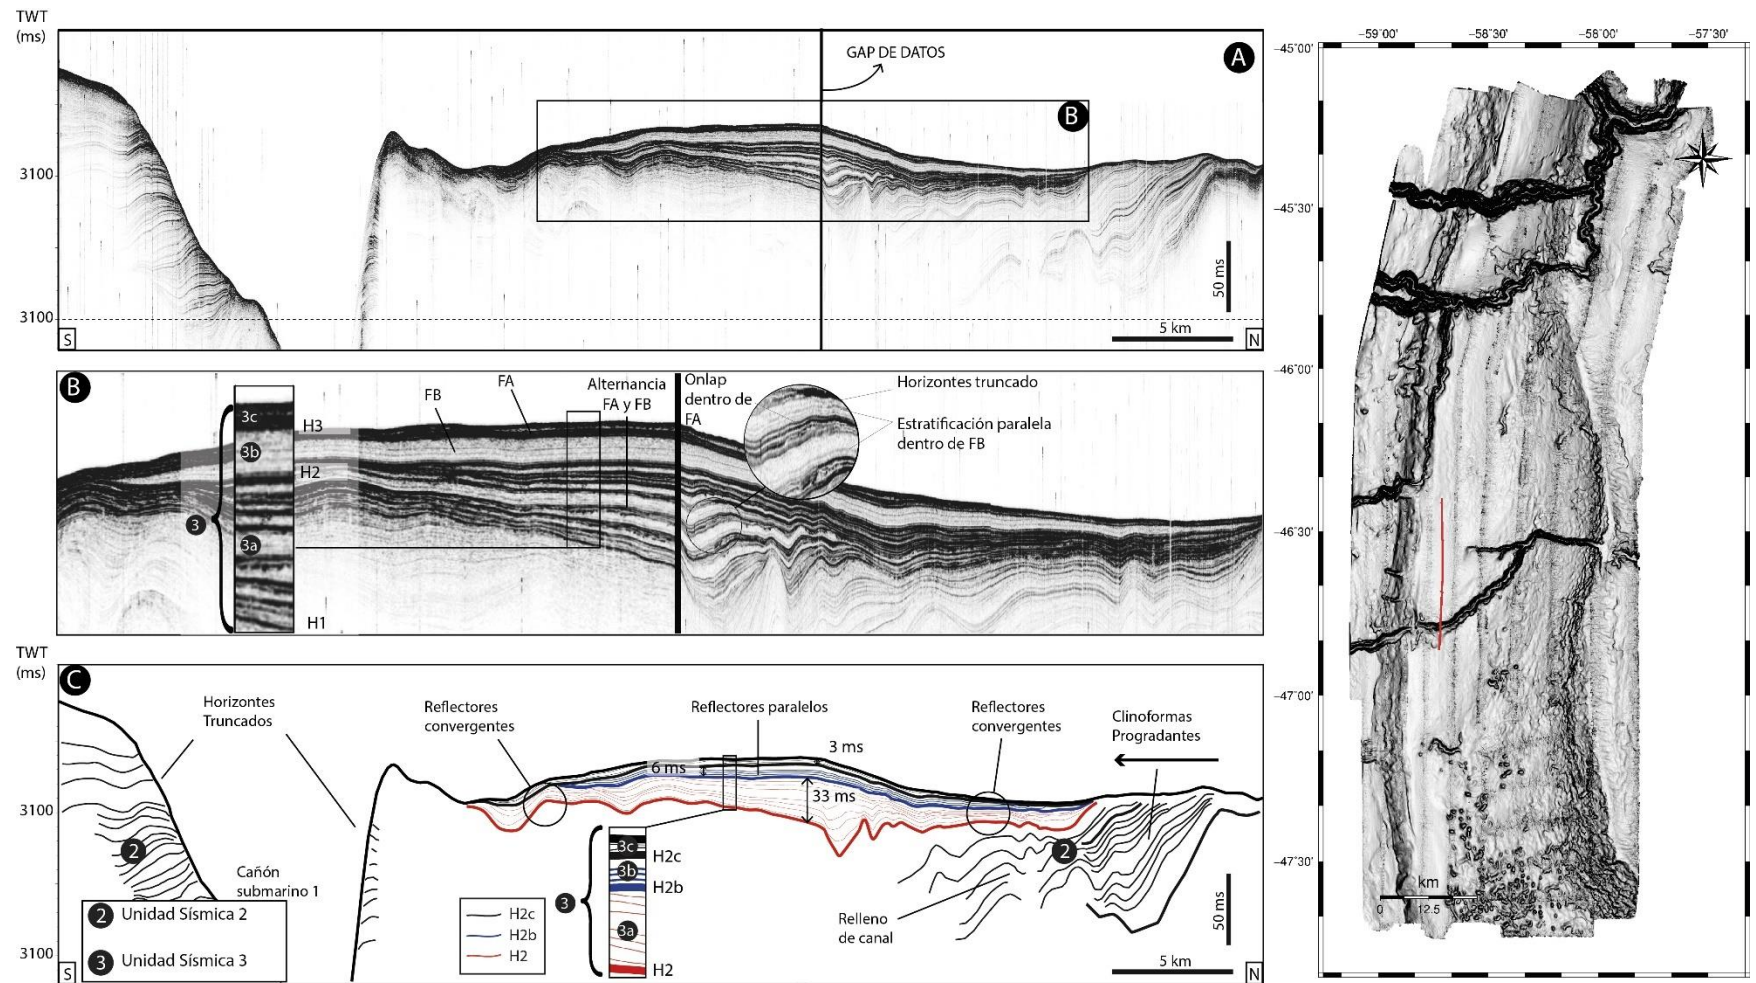 TWT
(ms)
GAP DE DATOS
A
B
3100
3100
50 ms
5 km
S
N
B
3c
3b
3a
3
H3
H2
H1
FB
FA
Alternancia
FA y FB
Onlap
dentro de
FA
Horizontes truncado
Estratificación paralela
dentro de FB
TWT
(ms)
C
Horizontes
Truncados
Reflectores
convergentes
Reflectores paralelos
Reflectores
convergentes
Clinoformas
Progradantes
3 ms
6 ms
33 ms
3100
3100
2
Cañón
submarino 1
2 Unidad Sísmica 2
3 Unidad Sísmica 3
H2c
H2b
H2
3
3c
3b
3a
H2c
H2b
H2
2
Relleno
de canal
50 ms
5 km
S
N
-59°00'
-58°30'
-58°00'
-57°30'
-45°00'
-45°30'
-46°00'
-46°30'
-47°00'
-47°30'
km
0
12.5
25